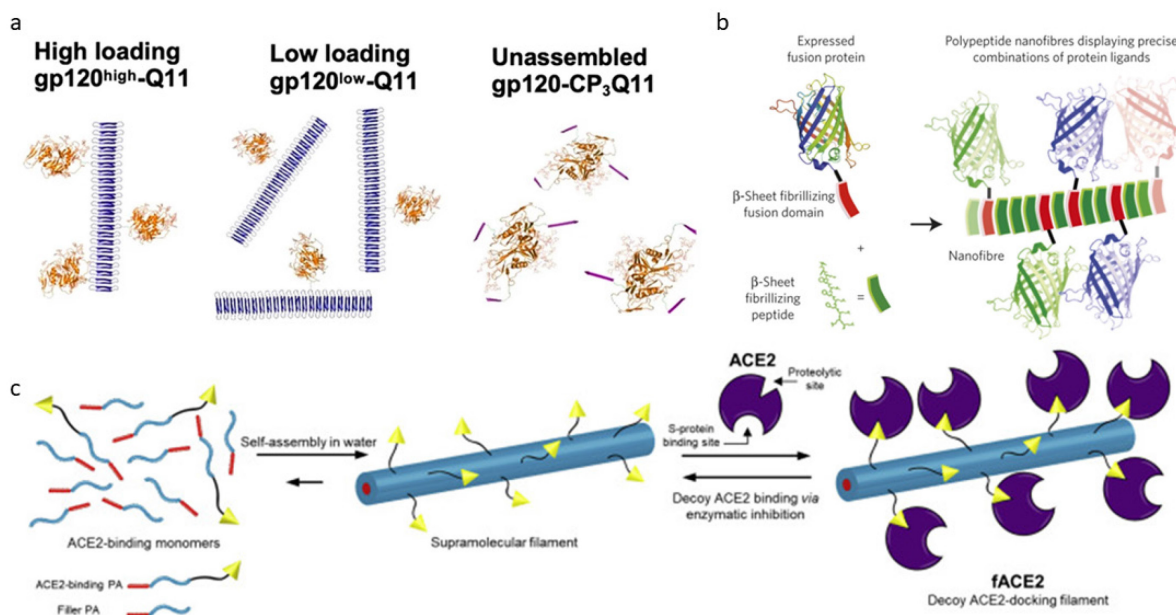 a
High loading
gp120high-Q11
Low loading
gp120low-Q11
Unassembled
gp120-CP3Q11
b
Expressed
fusion protein
β-Sheet fibrillizing
fusion domain
+
β-Sheet
fibrillizing
peptide
=
Polypeptide nanofibres displaying precise
combinations of protein ligands
Nanofibre
c
ACE2-binding monomers
ACE2-binding PA
Filler PA
Self-assembly in water
Supramolecular filament
ACE2
Proteolytic
site
S-protein
binding site
Decoy ACE2 binding via
enzymatic inhibition
fACE2
Decoy ACE2-docking filament